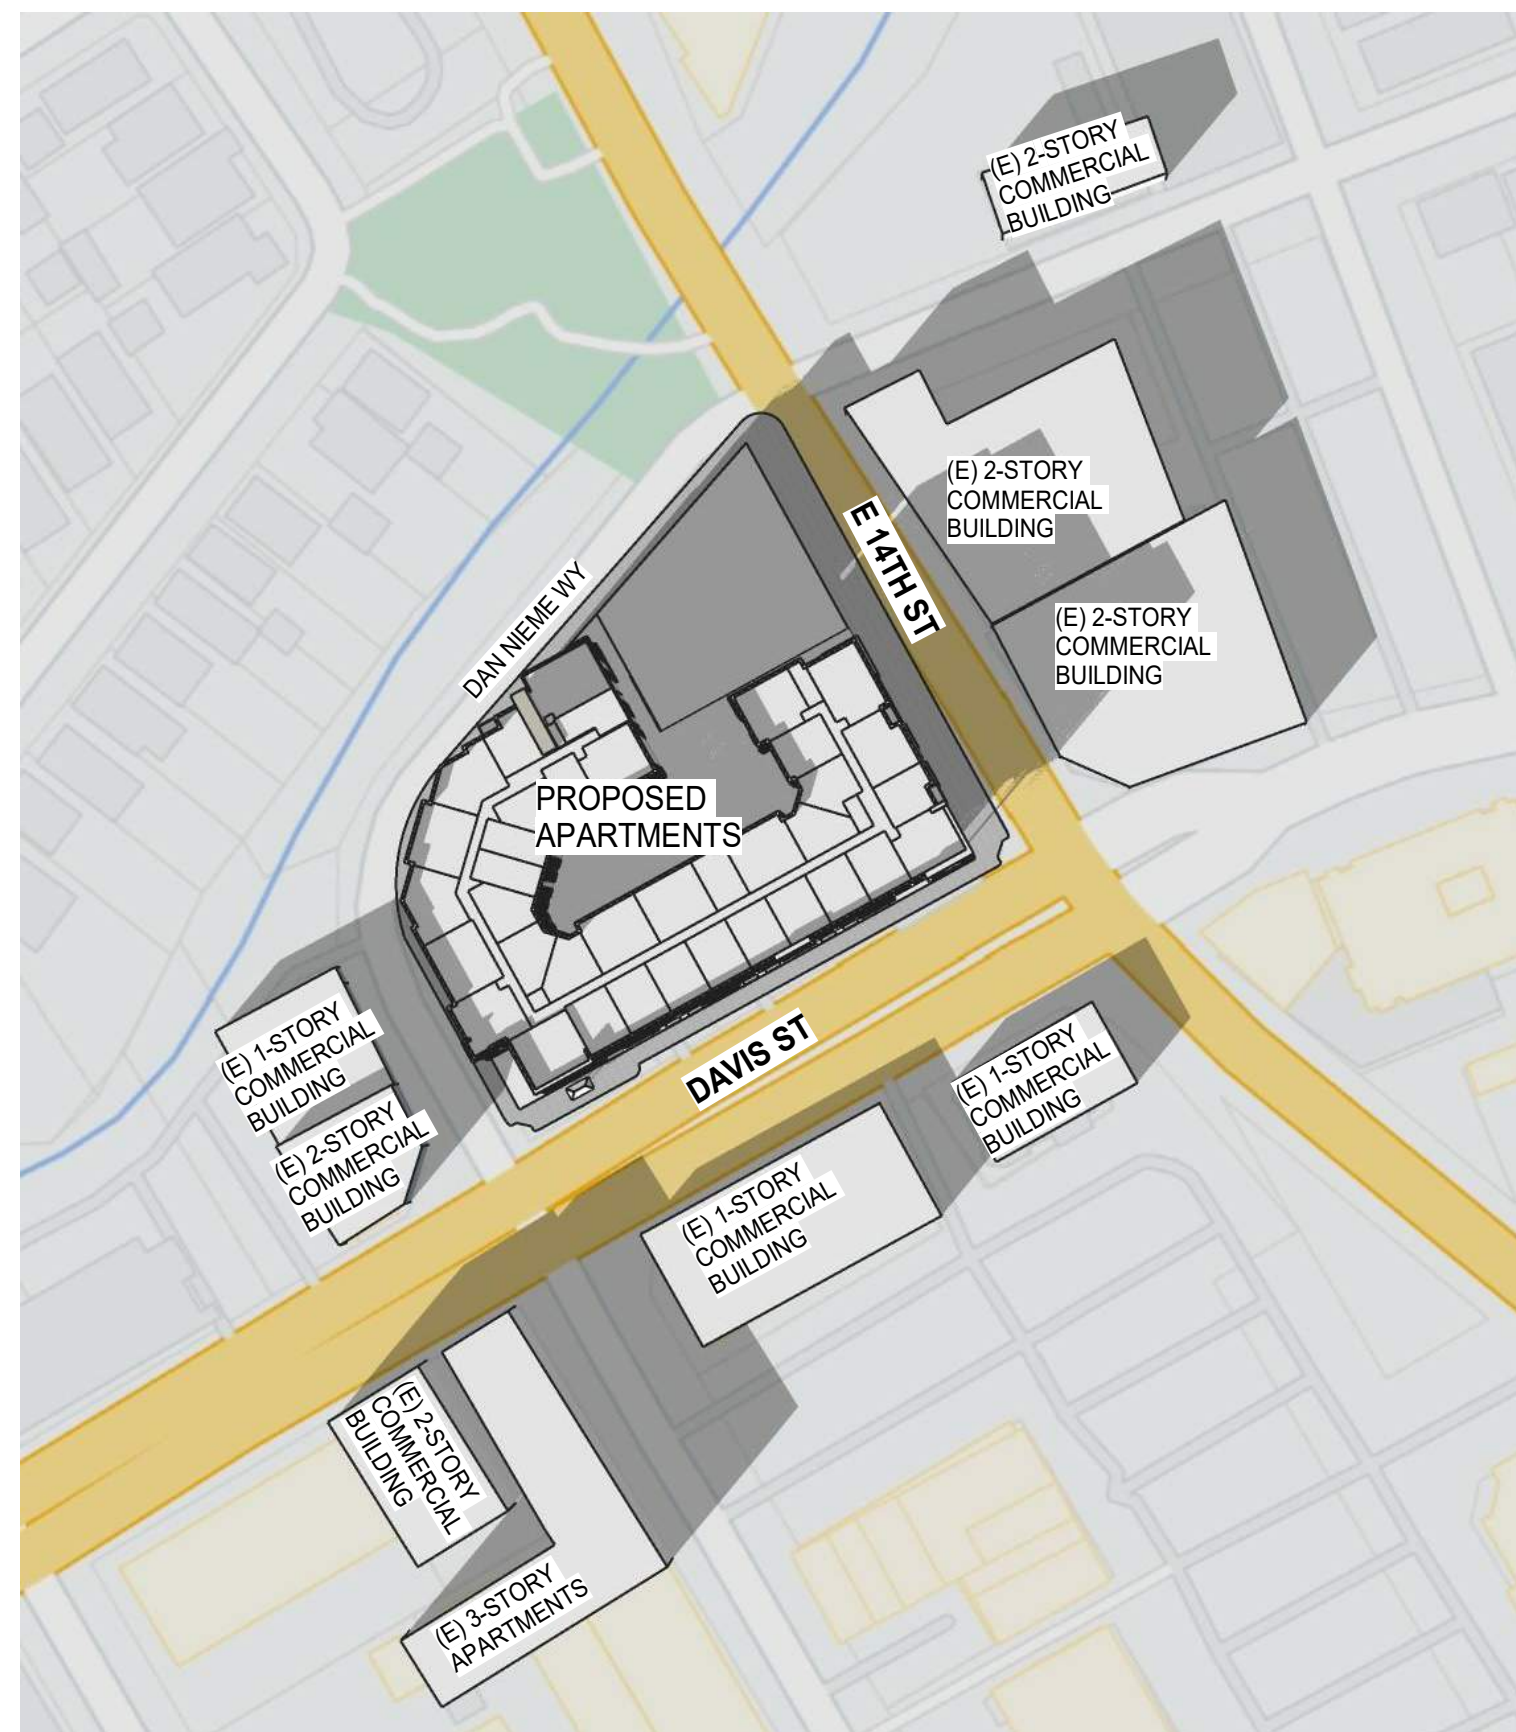 (E) 2-STORY
COMMERCIAL
BUILDING
(E) 2-STORY
COMMERCIAL
BUILDING
E 14TH ST
(E) 2-STORY
COMMERCIAL
BUILDING
DAN NIEME WY
PROPOSED
APARTMENTS
(E) 1-STORY
COMMERCIAL
BUILDING
(E) 2-STORY
COMMERCIAL
BUILDING
DAVIS ST
(E) 1-STORY
COMMERCIAL
BUILDING
(E) 1-STORY
COMMERCIAL
BUILDING
(E) 2-STORY
COMMERCIAL
BUILDING
(E) 3-STORY
APARTMENTS